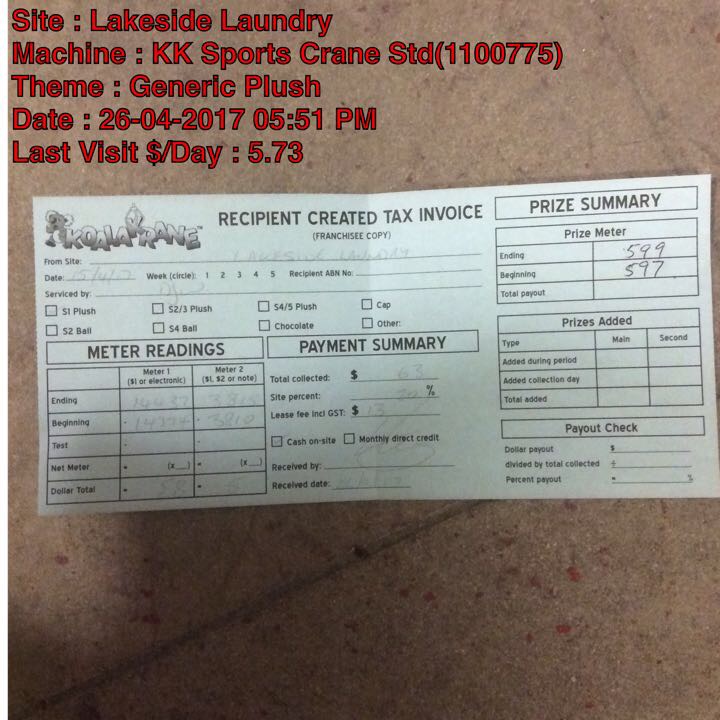 Site : Lakeside Laundry
Machine : KK Sports Crane Std(1100775)
Theme : Generic Plush
Date : 26-04-2017 05:51 PM
Last Visit $/Day : 5.73
KOALA KRANE
RECIPIENT CREATED TAX INVOICE
(FRANCHISEE COPY)
From Site: LAKESIDE LAUNDRY
Date: Week (circle): 1 2 3 4 5 Recipient ABN No:
Serviced by:
S1 Plush S2/3 Plush S4/5 Plush Cap
S2 Ball S4 Ball Chocolate Other:
METER READINGS
Meter 1 ($1 or electronic) Meter 2 ($1, $2 or note)
Ending
Beginning 3810
Test
Net Meter = (x__) = (x__)
Dollar Total = =
PAYMENT SUMMARY
Total collected: $ 63
Site percent: 20 %
Lease fee incl GST: $ 13
Cash on-site Monthly direct credit
Received by:
Received date:
PRIZE SUMMARY
Prize Meter
Ending 599
Beginning 597
Total payout
Prizes Added
Type Main Second
Added during period
Added collection day
Total added
Payout Check
Dollar payout $
divided by total collected ÷
Percent payout = %